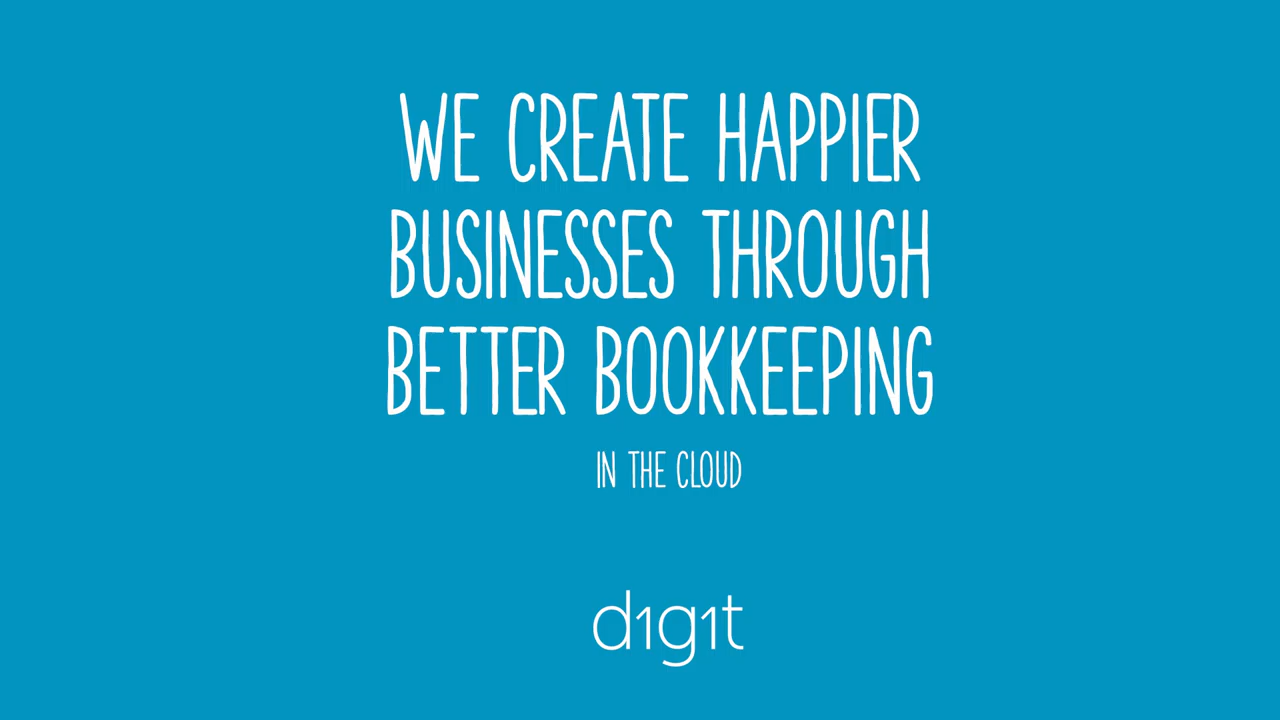 WE CREATE HAPPIER
BUSINESSES THROUGH
BETTER BOOKKEEPING
IN THE CLOUD
d1g1t